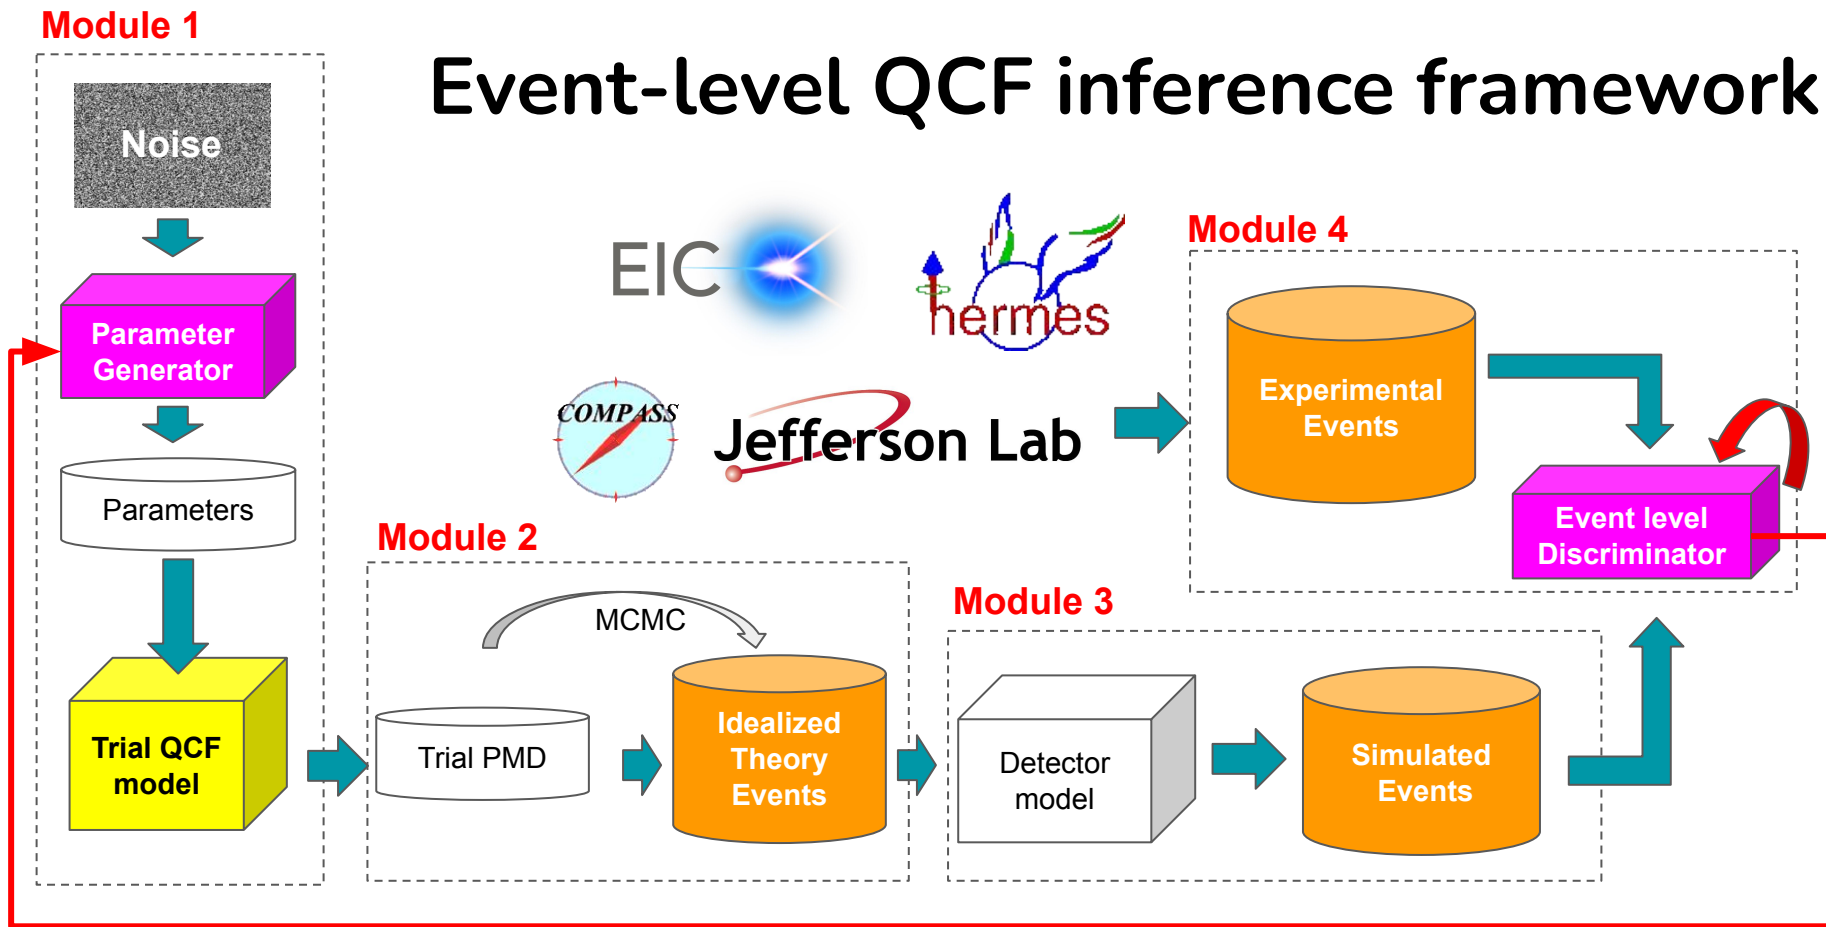 Module 1
Event-level QCF inference framework
Noise
EIC
hermes
Module 4
Parameter
Generator
Experimental
Events
COMPASS
Jefferson Lab
Parameters
Event level
Discriminator
Module 2
MCMC
Module 3
Trial QCF
model
Trial PMD
Idealized
Theory
Events
Detector
model
Simulated
Events